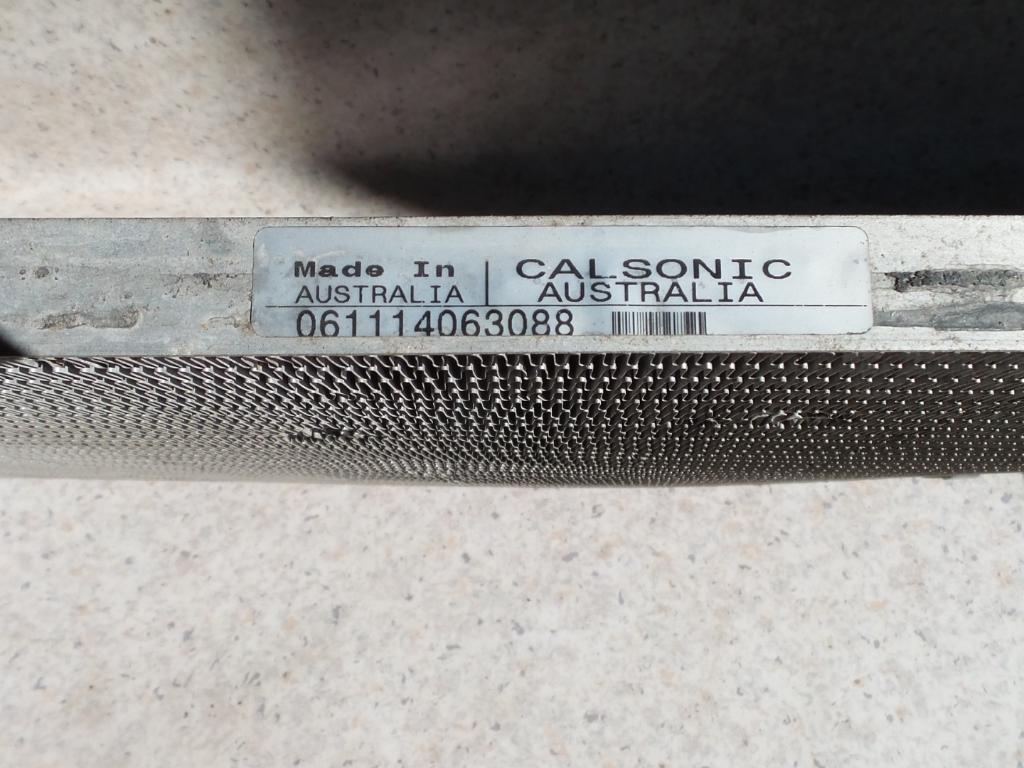 Made In | CALSONIC
AUSTRALIA | AUSTRALIA
061114063088